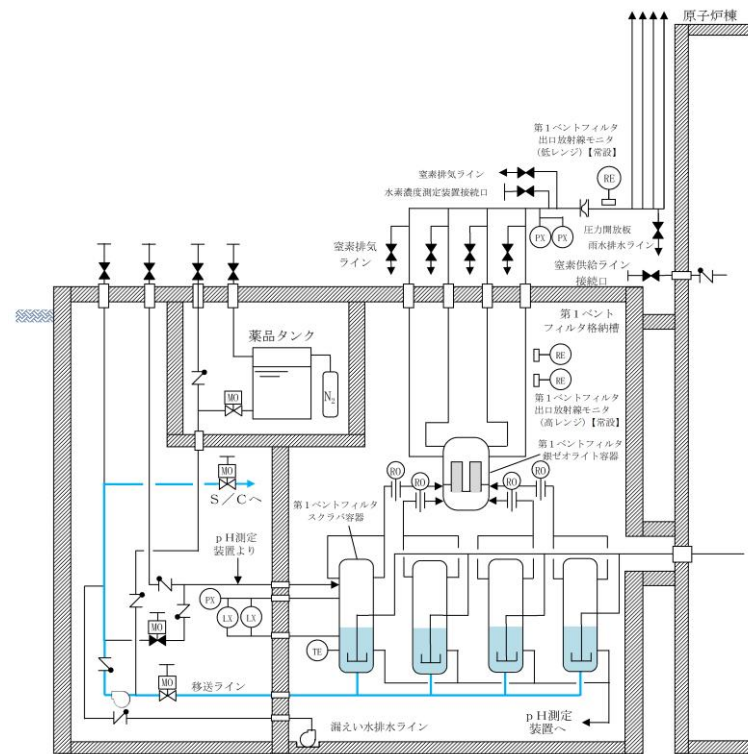 原子炉棟
第1ベントフィルタ
出口放射線モニタ
(低レンジ)【常設】
窒素排気ライン
水素濃度測定装置接続口
RE
PX
PX
圧力開放板
雨水排水ライン
窒素排気
ライン
窒素供給ライン
接続口
薬品タンク
第1ベント
フィルタ格納槽
RE
RE
MO
N₂
第1ベントフィルタ
出口放射線モニタ
(高レンジ)【常設】
第1ベントフィルタ
銀ゼオライト容器
MO
S/Cへ
RO
RO
RO
RO
第1ベントフィルタ
スクラバ容器
pH測定
装置より
PX
LX
LX
MO
TE
MO
移送ライン
漏えい水排水ライン
pH測定
装置へ